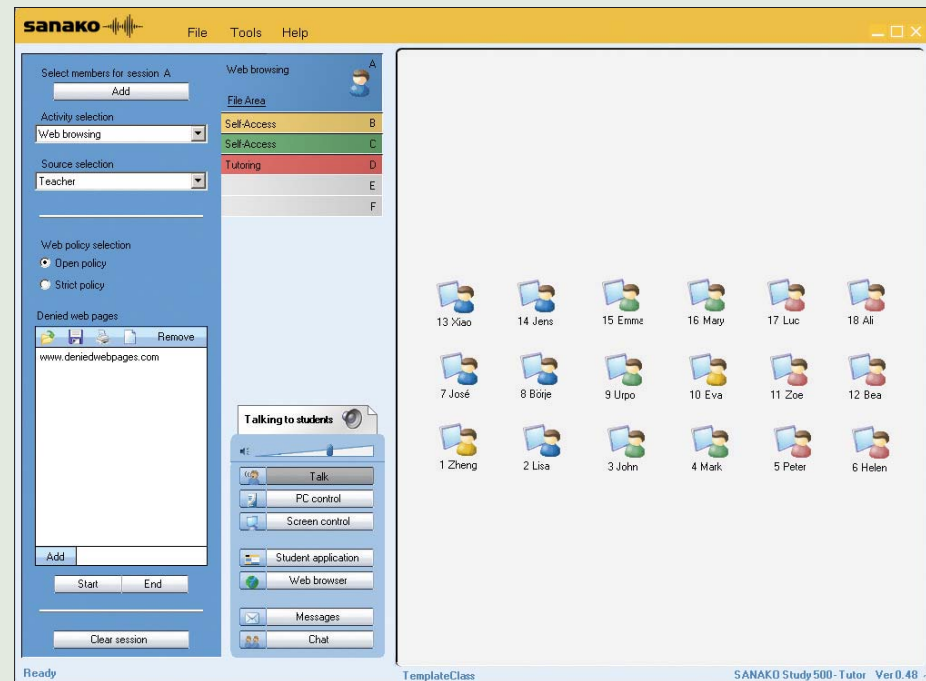 sanako
File Tools Help
Select members for session A
Add
Activity selection
Web browsing
Source selection
Teacher
Web policy selection
Open policy
Strict policy
Denied web pages
Remove
www.deniedwebpages.com
Add
Start End
Clear session
Web browsing A
File Area
Self-Access B
Self-Access C
Tutoring D
E
F
Talking to students
Talk
PC control
Screen control
Student application
Web browser
Messages
Chat
13 Xiao 14 Jens 15 Emma 16 Mary 17 Luc 18 Ali
7 José 8 Börje 9 Urpo 10 Eva 11 Zoe 12 Bea
1 Zheng 2 Lisa 3 John 4 Mark 5 Peter 6 Helen
Ready TemplateClass SANAKO Study 500 - Tutor Ver 0.48